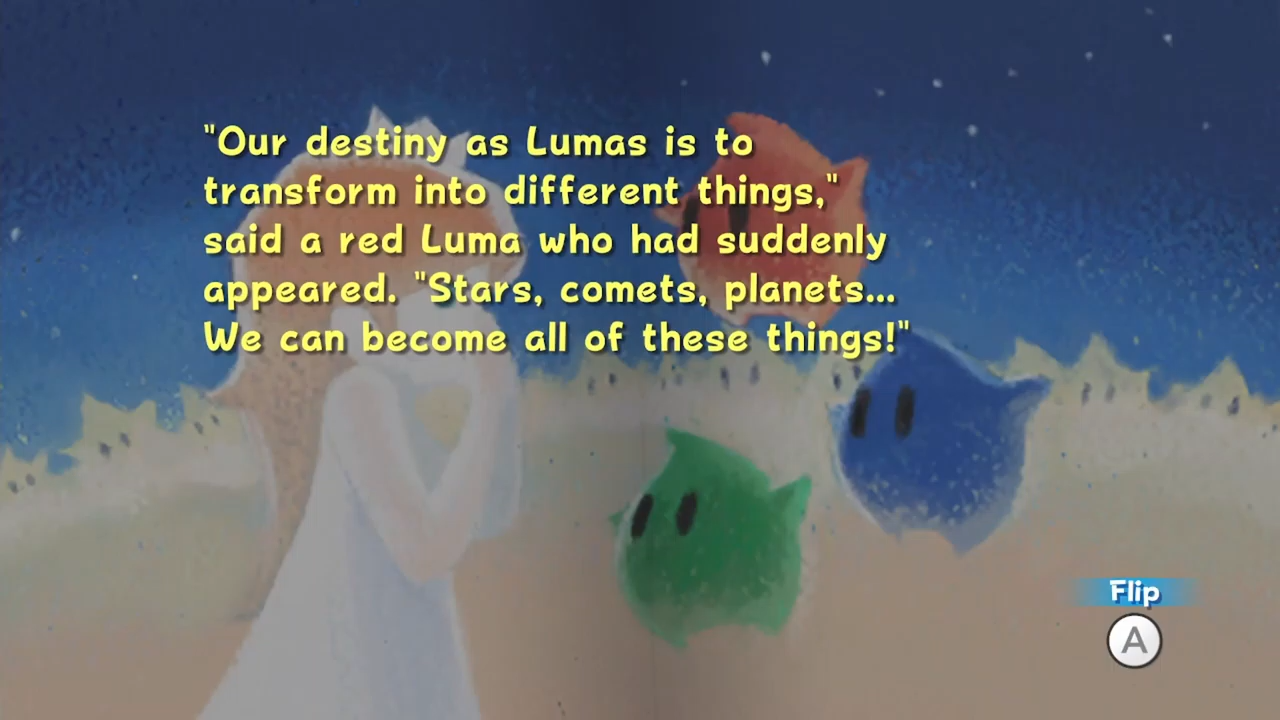 "Our destiny as Lumas is to
transform into different things,"
said a red Luma who had suddenly
appeared. "Stars, comets, planets...
We can become all of these things!"
Flip
A